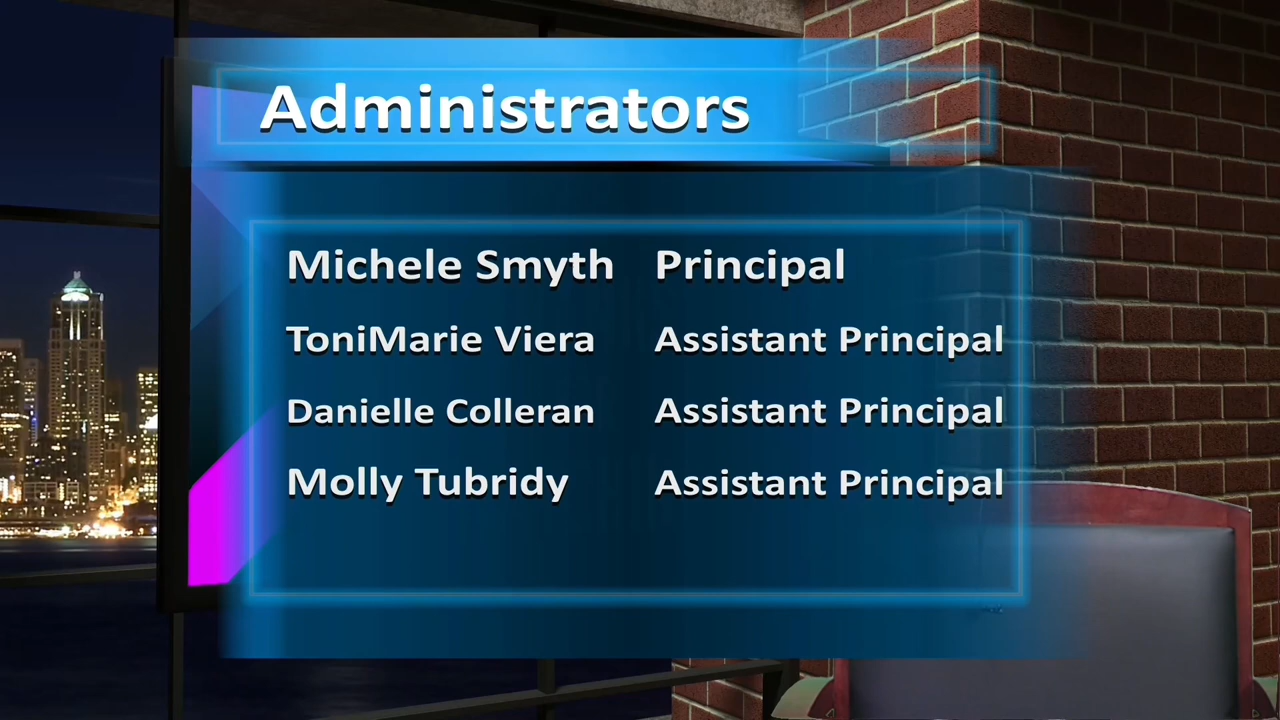 Administrators
Michele Smyth Principal
ToniMarie Viera Assistant Principal
Danielle Colleran Assistant Principal
Molly Tubridy Assistant Principal